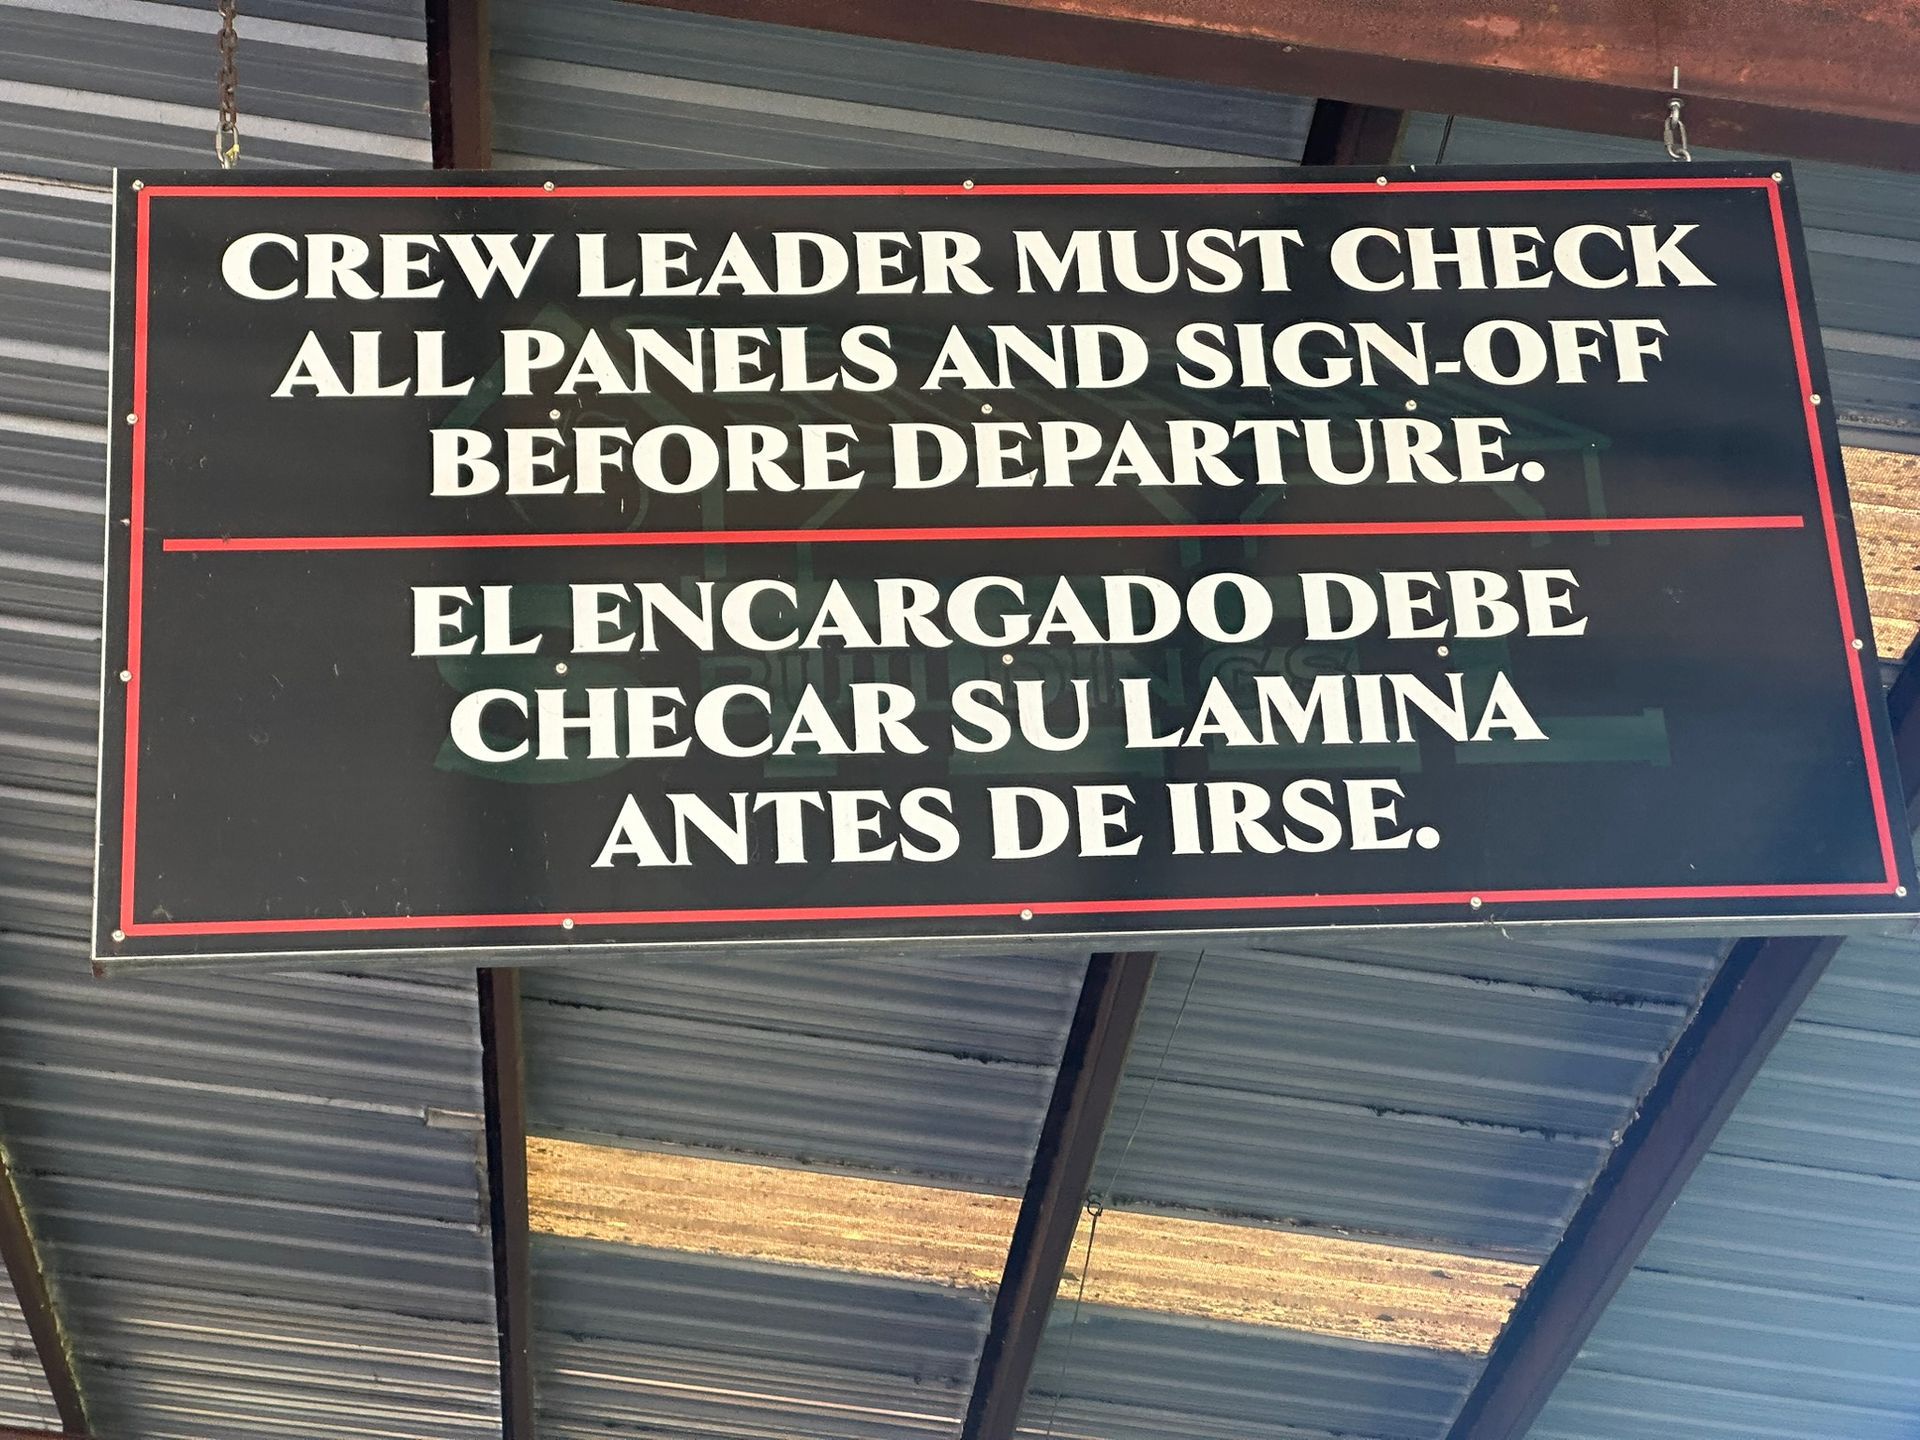 CREW LEADER MUST CHECK
ALL PANELS AND SIGN-OFF
BEFORE DEPARTURE.
EL ENCARGADO DEBE
CHECAR SU LAMINA
ANTES DE IRSE.
BUILDINGS